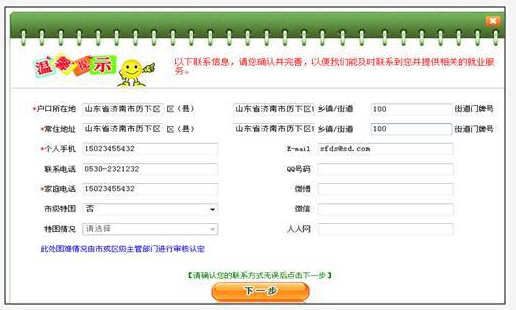 温馨提示
以下联系信息，请您确认并完善，以便我们能及时联系到您并提供相关的就业服
务。
*户口所在地 山东省济南市历下区 区（县） 山东省济南市历下区! 乡镇/街道 100 街道门牌号
*常住地址 山东省济南市历下区 区（县） 山东省济南市历下区! 乡镇/街道 100 街道门牌号
*个人手机 15023455432 E-mail sfds@sd.com
联系电话 0530-2321232 QQ号码
*家庭电话 15023455432 微博
市级特困 否 微信
特困情况 请选择 人人网
此处困难情况由市或区级主管部门进行审核认定
【请确认您的联系方式无误后点击下一步】
下一步